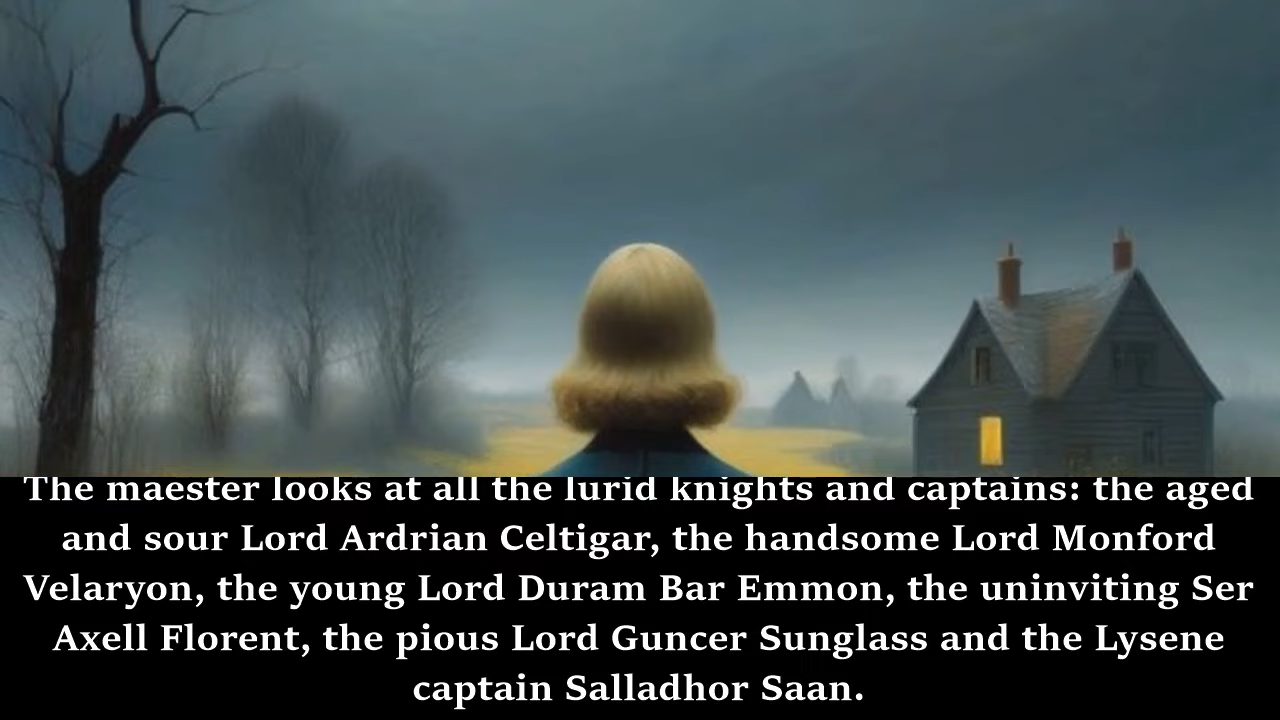 The maester looks at all the lurid knights and captains: the aged
and sour Lord Ardrian Celtigar, the handsome Lord Monford
Velaryon, the young Lord Duram Bar Emmon, the uninviting Ser
Axell Florent, the pious Lord Guncer Sunglass and the Lysene
captain Salladhor Saan.